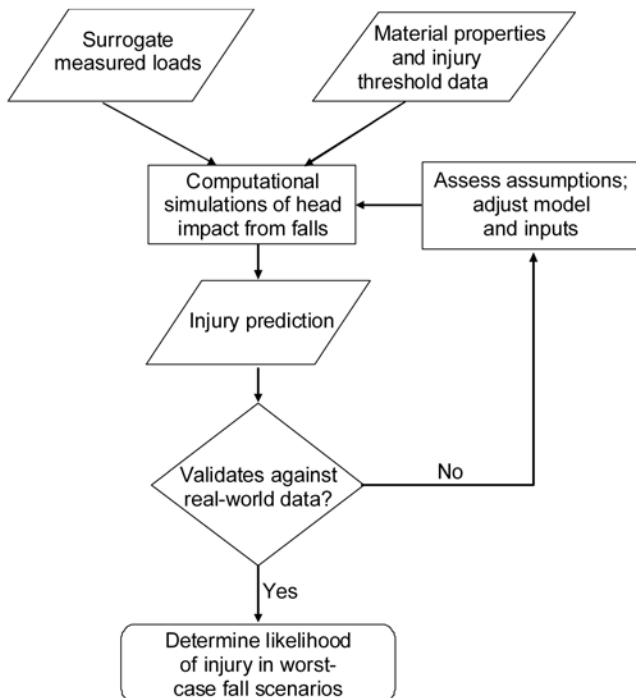 Surrogate
measured loads
Material properties
and injury
threshold data
Computational
simulations of head
impact from falls
Assess assumptions;
adjust model
and inputs
Injury prediction
Validates against
real-world data?
No
Yes
Determine likelihood
of injury in worst-
case fall scenarios